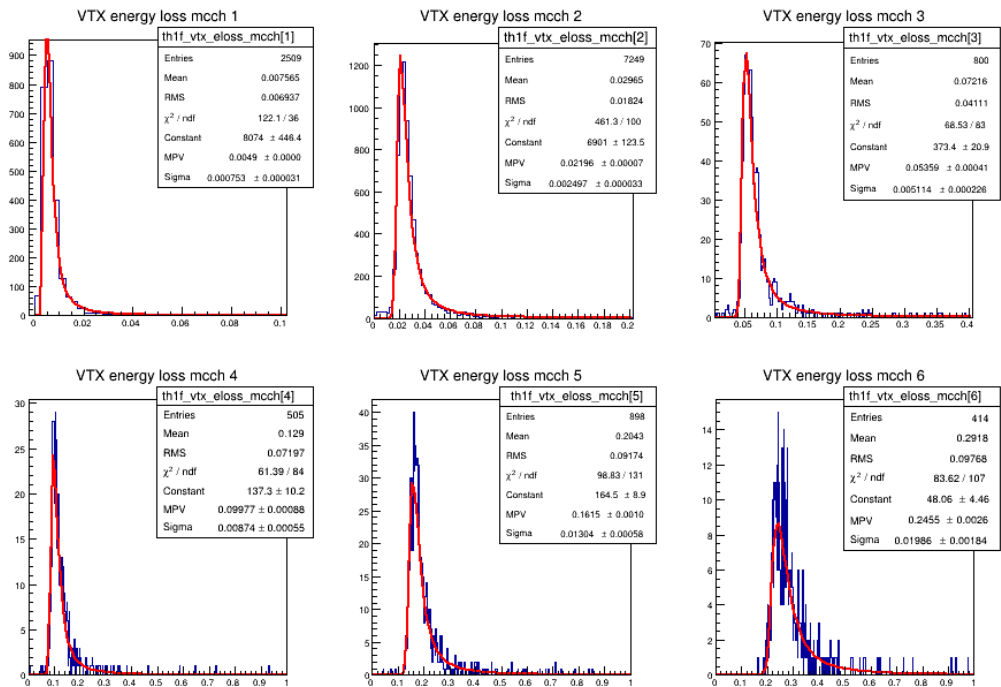 VTX energy loss mcch 1
th1f_vtx_eloss_mcch[1]
Entries 2509
Mean 0.007565
RMS 0.006937
χ² / ndf 122.1 / 36
Constant 8074 ± 446.4
MPV 0.0049 ± 0.0000
Sigma 0.000753 ± 0.000031
900
800
700
600
500
400
300
200
100
0
0 0.02 0.04 0.06 0.08 0.1
VTX energy loss mcch 2
th1f_vtx_eloss_mcch[2]
Entries 7249
Mean 0.02965
RMS 0.01824
χ² / ndf 461.3 / 100
Constant 6901 ± 123.5
MPV 0.02196 ± 0.00007
Sigma 0.002497 ± 0.000033
1200
1000
800
600
400
200
0
0 0.02 0.04 0.06 0.08 0.1 0.12 0.14 0.16 0.18 0.2
VTX energy loss mcch 3
th1f_vtx_eloss_mcch[3]
Entries 800
Mean 0.07216
RMS 0.04111
χ² / ndf 68.53 / 83
Constant 373.4 ± 20.9
MPV 0.05359 ± 0.00041
Sigma 0.005114 ± 0.000226
70
60
50
40
30
20
10
0
0.05 0.1 0.15 0.2 0.25 0.3 0.35 0.4
VTX energy loss mcch 4
th1f_vtx_eloss_mcch[4]
Entries 505
Mean 0.129
RMS 0.07197
χ² / ndf 61.39 / 84
Constant 137.3 ± 10.2
MPV 0.09977 ± 0.00088
Sigma 0.00874 ± 0.00055
30
25
20
15
10
5
0
0 0.1 0.2 0.3 0.4 0.5 0.6 0.7 0.8 0.9 1
VTX energy loss mcch 5
th1f_vtx_eloss_mcch[5]
Entries 898
Mean 0.2043
RMS 0.09174
χ² / ndf 98.83 / 131
Constant 164.5 ± 8.9
MPV 0.1615 ± 0.0010
Sigma 0.01304 ± 0.00058
40
35
30
25
20
15
10
5
0
0 0.1 0.2 0.3 0.4 0.5 0.6 0.7 0.8 0.9 1
VTX energy loss mcch 6
th1f_vtx_eloss_mcch[6]
Entries 414
Mean 0.2918
RMS 0.09768
χ² / ndf 83.62 / 107
Constant 48.06 ± 4.46
MPV 0.2455 ± 0.0026
Sigma 0.01986 ± 0.00184
14
12
10
8
6
4
2
0
0 0.1 0.2 0.3 0.4 0.5 0.6 0.7 0.8 0.9 1